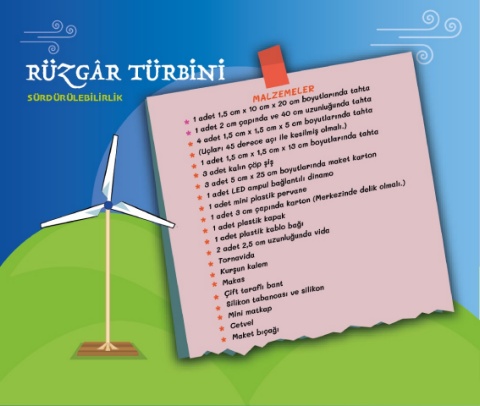 RÜZGÂR TÜRBİNİ
SÜRDÜRÜLEBİLİRLİK
MALZEMELER
1 adet 1,5 cm x 10 cm x 20 cm boyutlarında tahta
1 adet 2 cm çapında ve 40 cm uzunluğunda tahta
4 adet 1,5 cm x 1,5 cm x 5 cm boyutlarında tahta
(Uçları 45 derece açı ile kesilmiş olmalı.)
1 adet 1,5 cm x 1,5 cm x 13 cm boyutlarında tahta
3 adet kalın çöp şiş
3 adet 5 cm x 25 cm boyutlarında maket karton
1 adet LED ampul bağlantılı dinamo
1 adet mini plastik pervane
1 adet 3 cm çapında karton (Merkezinde delik olmalı.)
1 adet plastik kapak
1 adet plastik kablo bağı
2 adet 2,5 cm uzunluğunda vida
Tornavida
Kurşun kalem
Makas
Çift taraflı bant
Silikon tabancası ve silikon
Mini matkap
Cetvel
Maket bıçağı